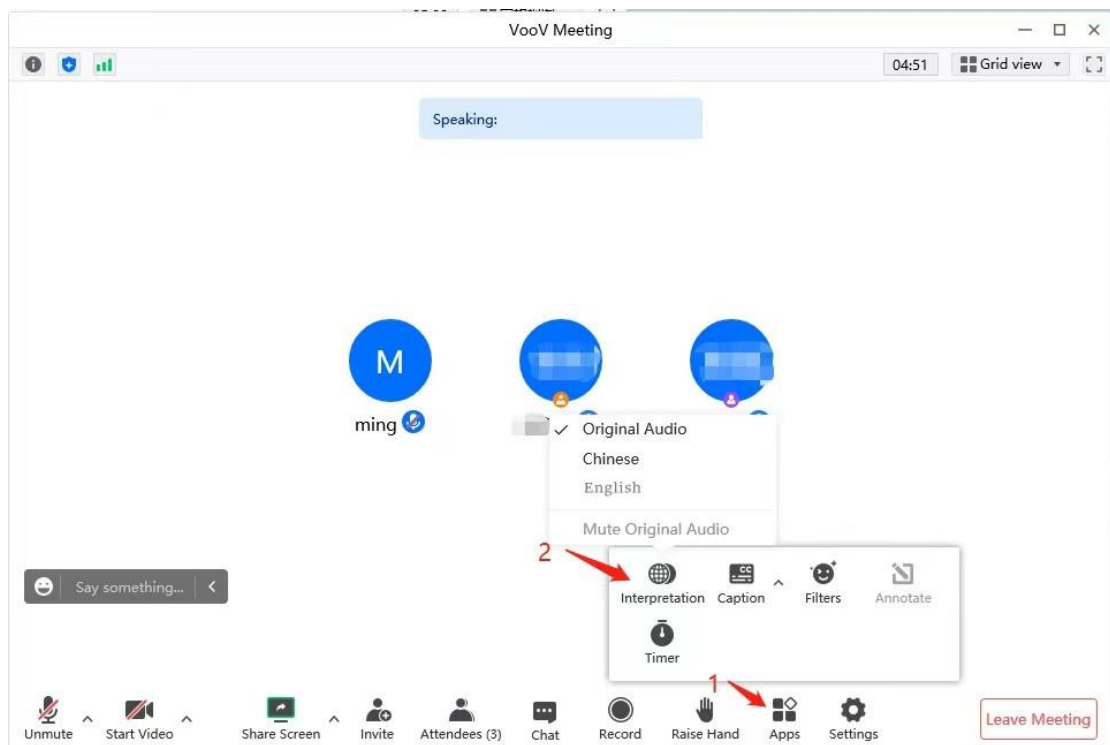 VooV Meeting
04:51
Grid view
Speaking:
M
ming
Original Audio
Chinese
English
Mute Original Audio
2
Say something...
Interpretation
CC
Caption
Filters
Annotate
Timer
1
Unmute
Start Video
Share Screen
Invite
Attendees (3)
Chat
Record
Raise Hand
Apps
Settings
Leave Meeting